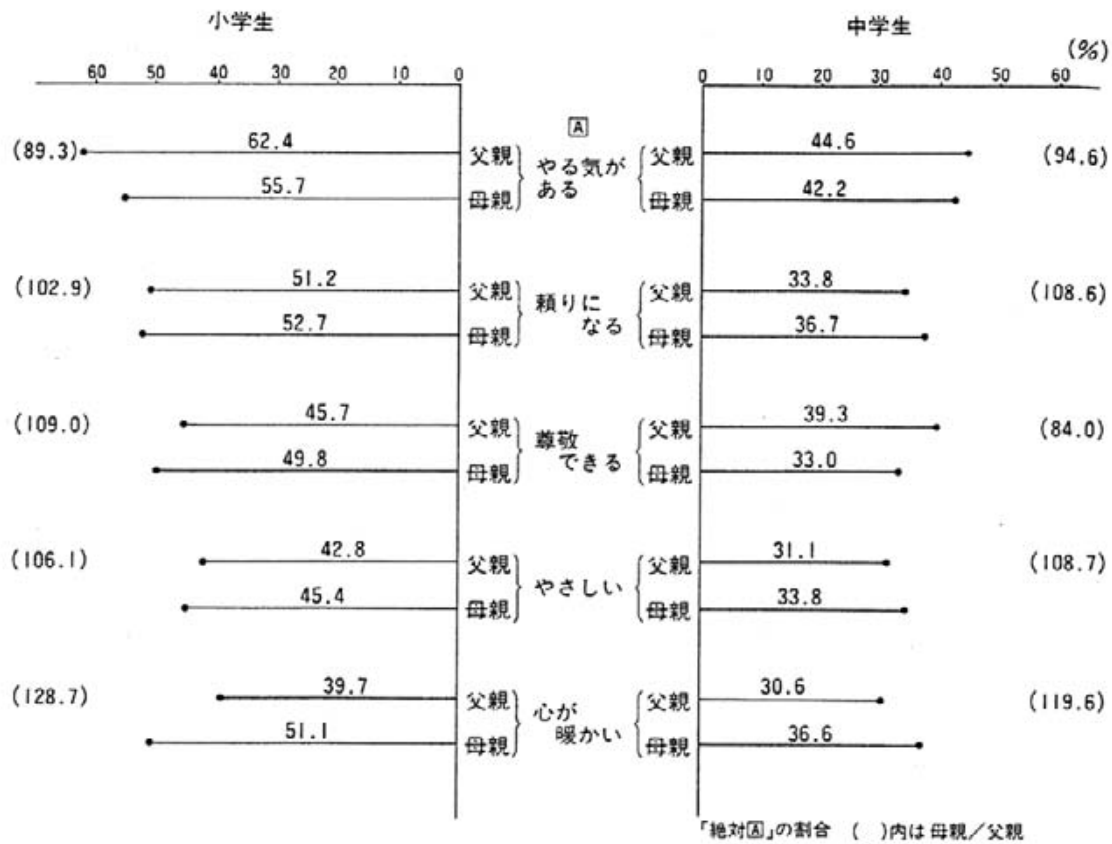 小学生 中学生
(%)
60 50 40 30 20 10 0 0 10 20 30 40 50 60
A
(89.3) 62.4 父親 やる気が 父親 44.6 (94.6)
55.7 母親 ある 母親 42.2
(102.9) 51.2 父親 頼りに 父親 33.8 (108.6)
52.7 母親 なる 母親 36.7
(109.0) 45.7 父親 尊敬 父親 39.3 (84.0)
49.8 母親 できる 母親 33.0
(106.1) 42.8 父親 やさしい 父親 31.1 (108.7)
45.4 母親 母親 33.8
(128.7) 39.7 父親 心が 父親 30.6 (119.6)
51.1 母親 暖かい 母親 36.6
「絶対A」の割合 ( )内は母親/父親